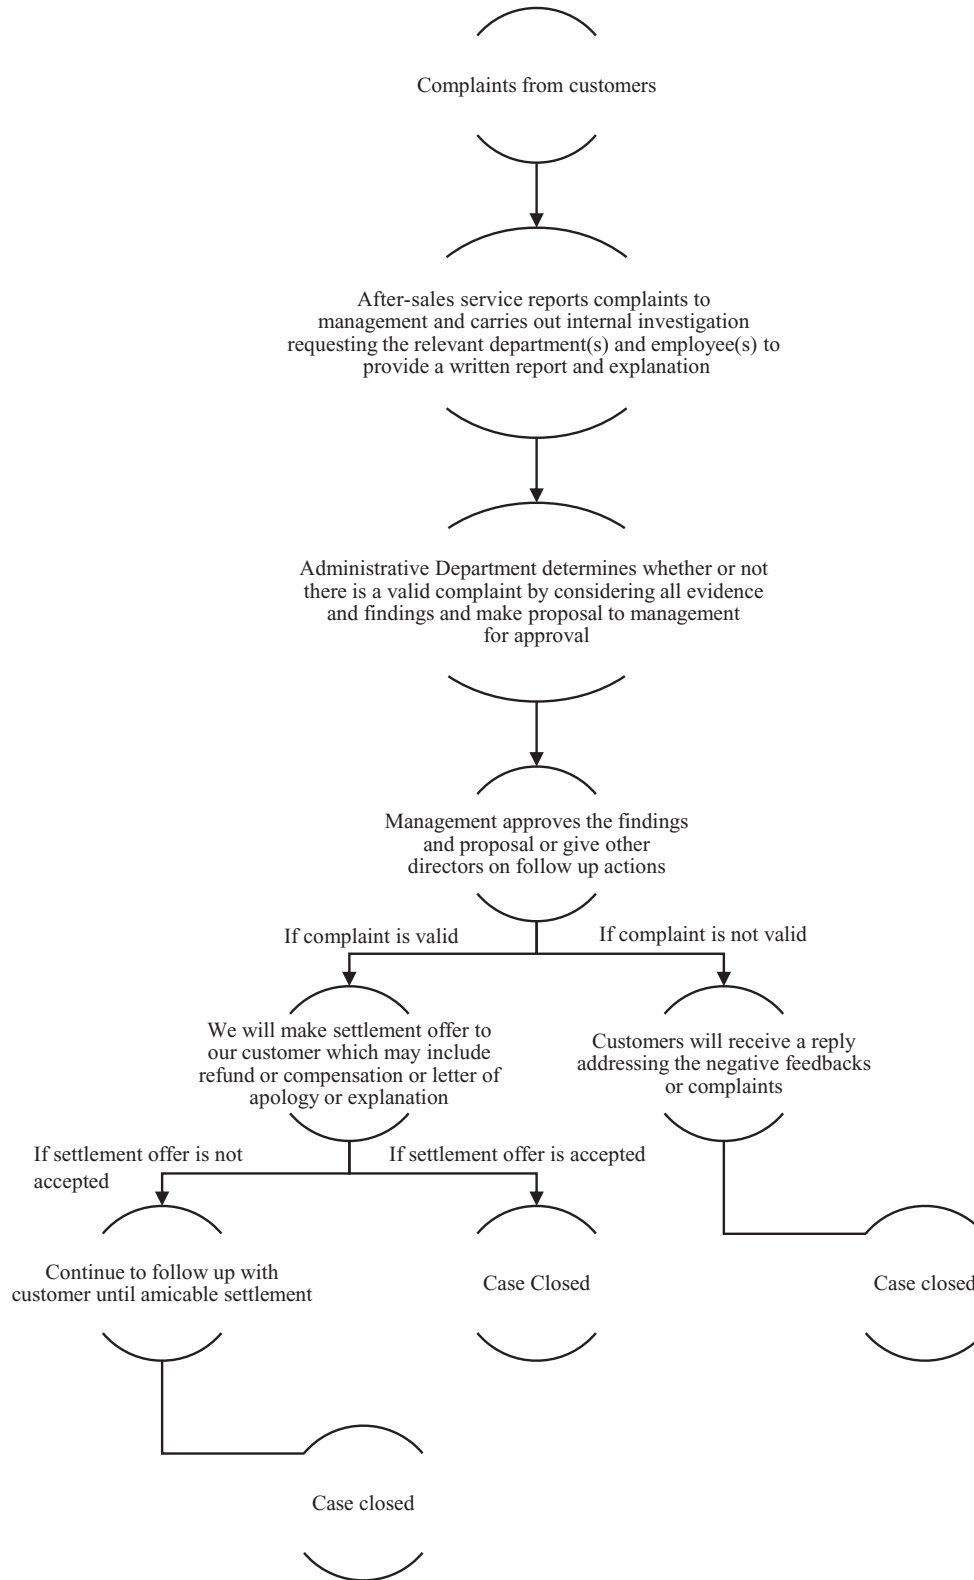 Complaints from customers
After-sales service reports complaints to
management and carries out internal investigation
requesting the relevant department(s) and employee(s) to
provide a written report and explanation
Administrative Department determines whether or not
there is a valid complaint by considering all evidence
and findings and make proposal to management
for approval
Management approves the findings
and proposal or give other
directors on follow up actions
If complaint is valid
If complaint is not valid
We will make settlement offer to
our customer which may include
refund or compensation or letter of
apology or explanation
Customers will receive a reply
addressing the negative feedbacks
or complaints
If settlement offer is not
accepted
If settlement offer is accepted
Continue to follow up with
customer until amicable settlement
Case Closed
Case closed
Case closed